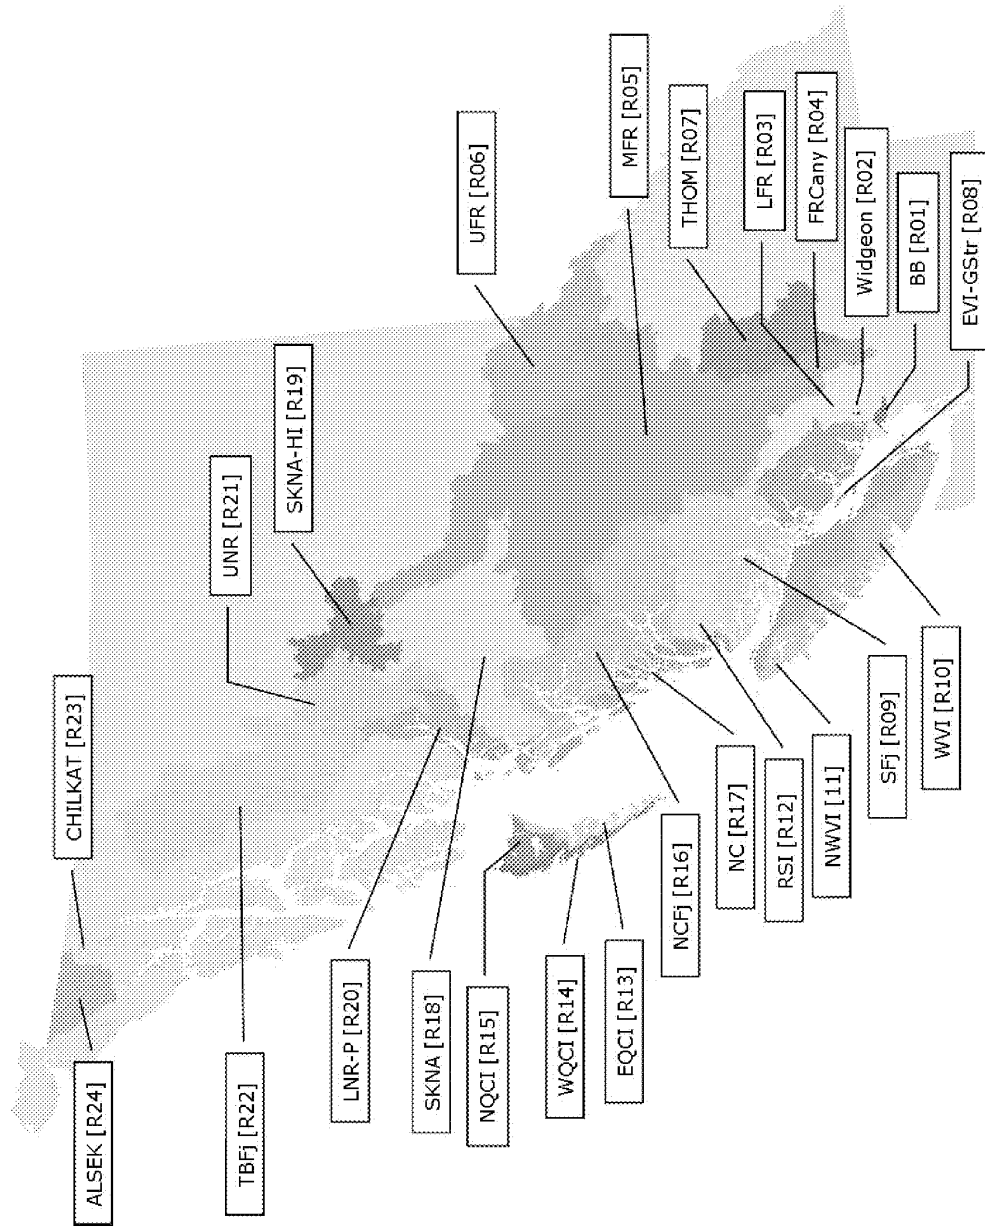 ALSEK [R24]
CHILKAT [R23]
TBFj [R22]
UNR [R21]
SKNA-HI [R19]
LNR-P [R20]
SKNA [R18]
NQCI [R15]
WQCI [R14]
EQCI [R13]
NCFj [R16]
NC [R17]
RSI [R12]
NWVI [11]
SFj [R09]
WVI [R10]
UFR [R06]
MFR [R05]
THOM [R07]
LFR [R03]
FRCany [R04]
Widgeon [R02]
BB [R01]
EVI-GStr [R08]